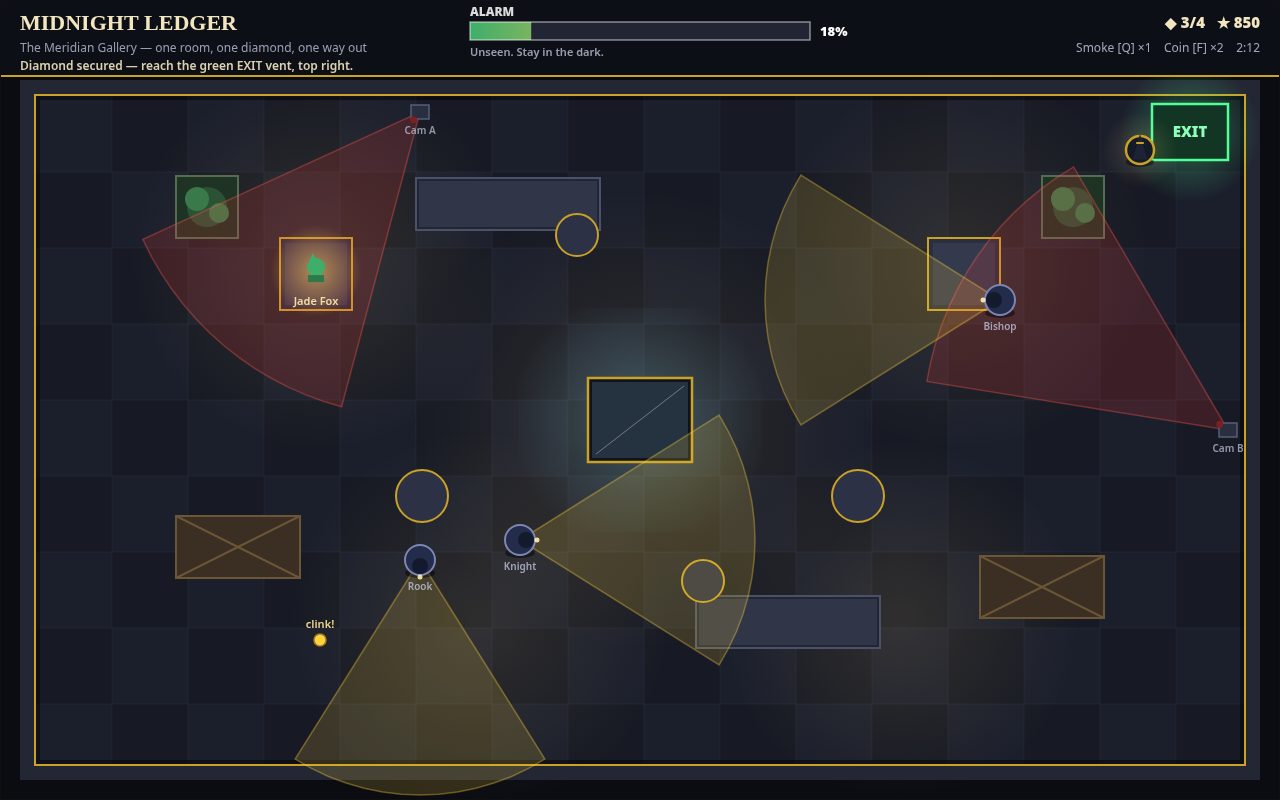 MIDNIGHT LEDGER
The Meridian Gallery — one room, one diamond, one way out
Diamond secured — reach the green EXIT vent, top right.
ALARM
18%
Unseen. Stay in the dark.
◆ 3/4 ★ 850
Smoke [Q] ×1 Coin [F] ×2 2:12
Cam A
EXIT
Jade Fox
Bishop
Cam B
Knight
Rook
clink!